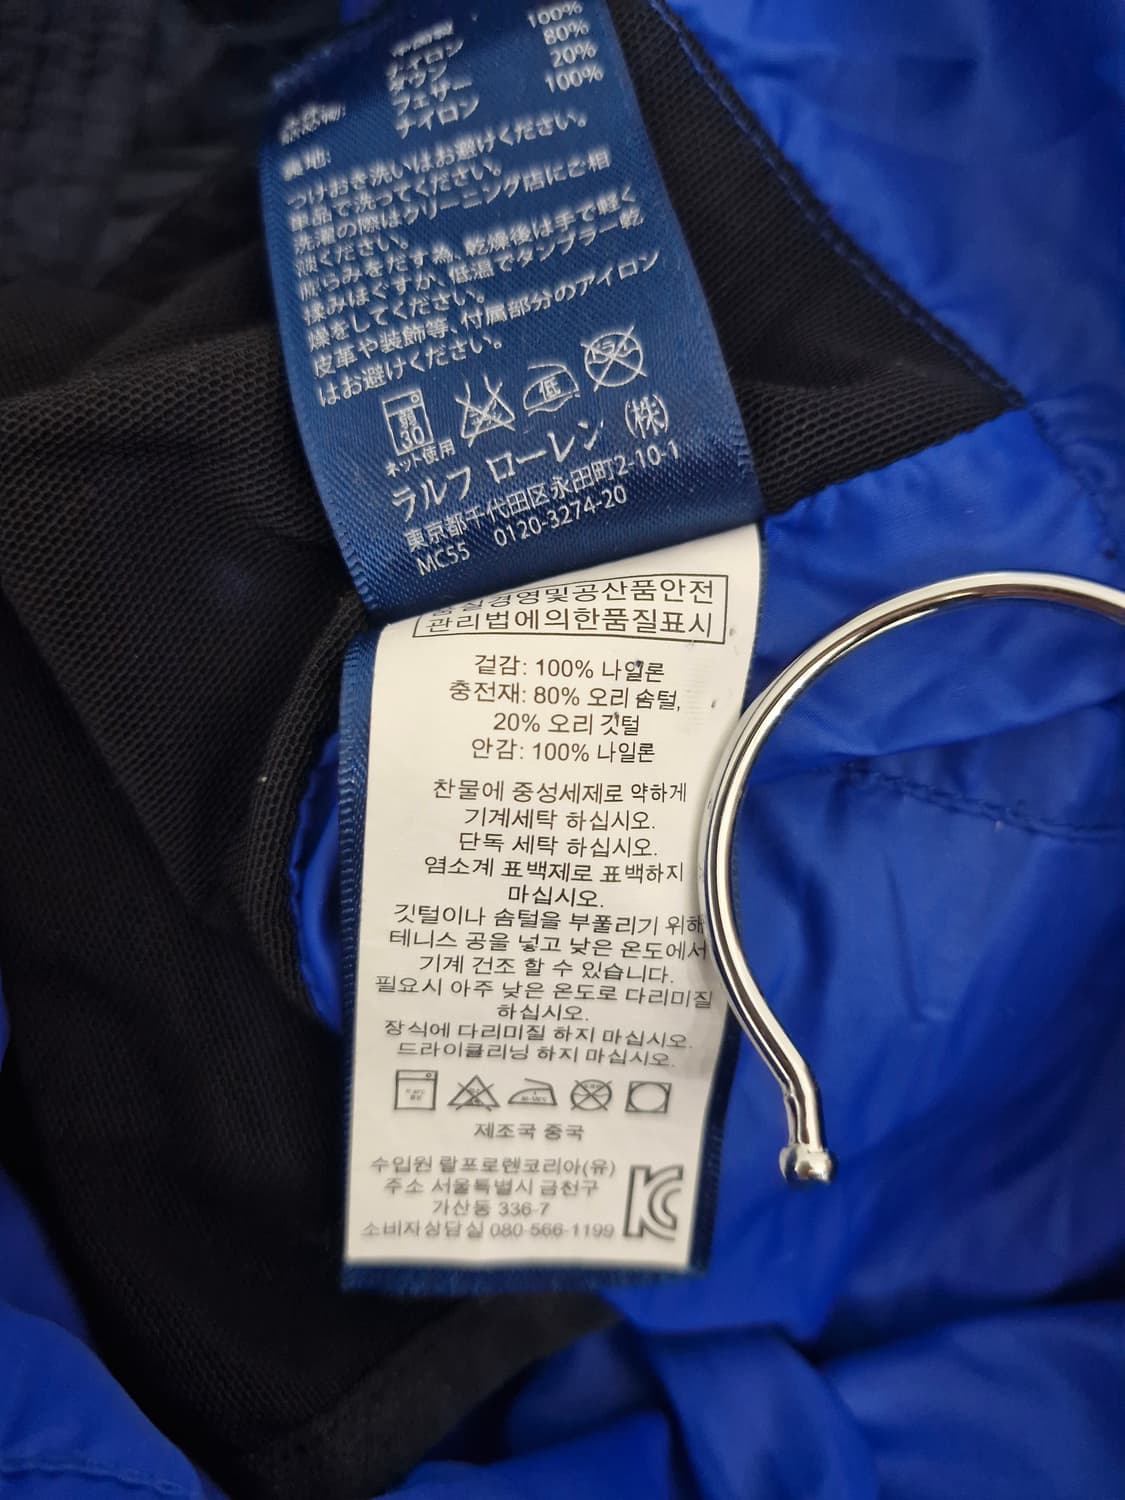 100%
ナイロン 80%
ダウン 20%
フェザー 100%
ナイロン
裏地:
つけおき洗いはお避けください。
単品で洗ってください。
洗濯の際はクリーニング店にご相
談ください。
膨らみをだす為、乾燥後は手で軽く
揉みほぐすか、低温でタンブラー乾
燥をしてください。
皮革や装飾等、付属部分のアイロン
はお避けください。
弱
30
低
ネット使用
ラルフ ローレン (株)
東京都千代田区永田町2-10-1
MC55 0120-3274-20
품질경영및공산품안전
관리법에의한품질표시
겉감: 100% 나일론
충전재: 80% 오리 솜털,
20% 오리 깃털
안감: 100% 나일론
찬물에 중성세제로 약하게
기계세탁 하십시오.
단독 세탁 하십시오.
염소계 표백제로 표백하지
마십시오.
깃털이나 솜털을 부풀리기 위해
테니스 공을 넣고 낮은 온도에서
기계 건조 할 수 있습니다.
필요시 아주 낮은 온도로 다리미질
하십시오.
장식에 다리미질 하지 마십시오.
드라이클리닝 하지 마십시오.
제조국 중국
수입원 랄프로렌코리아(유)
주소 서울특별시 금천구
가산동 336-7
소비자상담실 080-566-1199